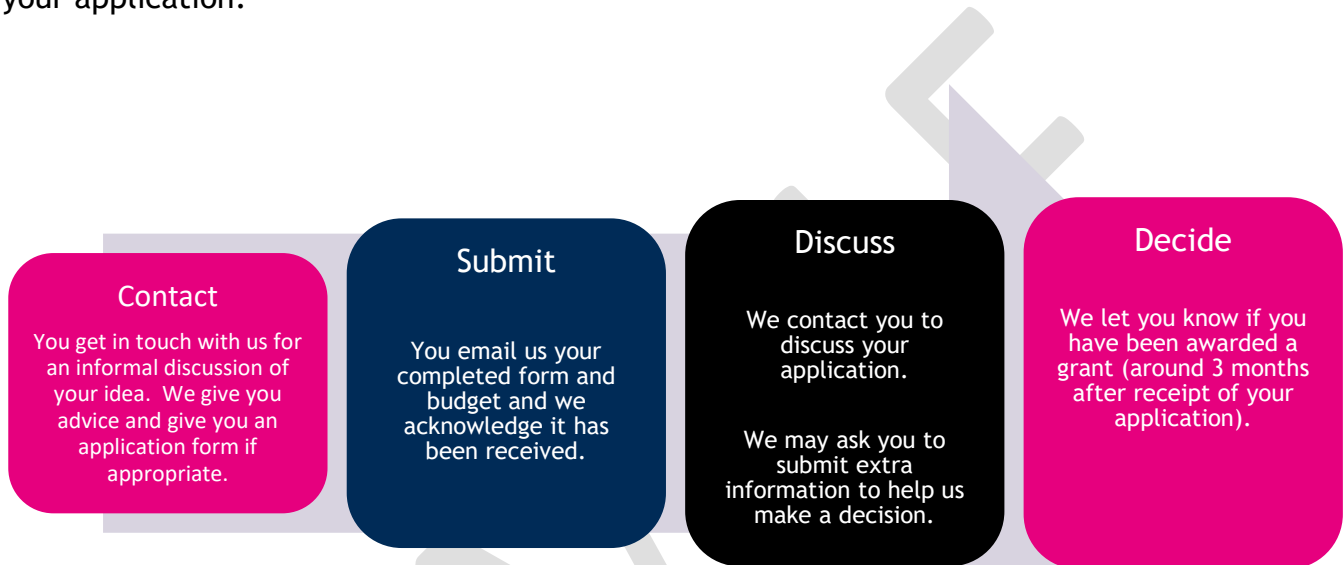 your application.
Contact
You get in touch with us for
an informal discussion of
your idea.  We give you
advice and give you an
application form if
appropriate.
Submit
You email us your
completed form and
budget and we
acknowledge it has
been received.
Discuss
We contact you to
discuss your
application.
We may ask you to
submit extra
information to help us
make a decision.
Decide
We let you know if you
have been awarded a
grant (around 3 months
after receipt of your
application).